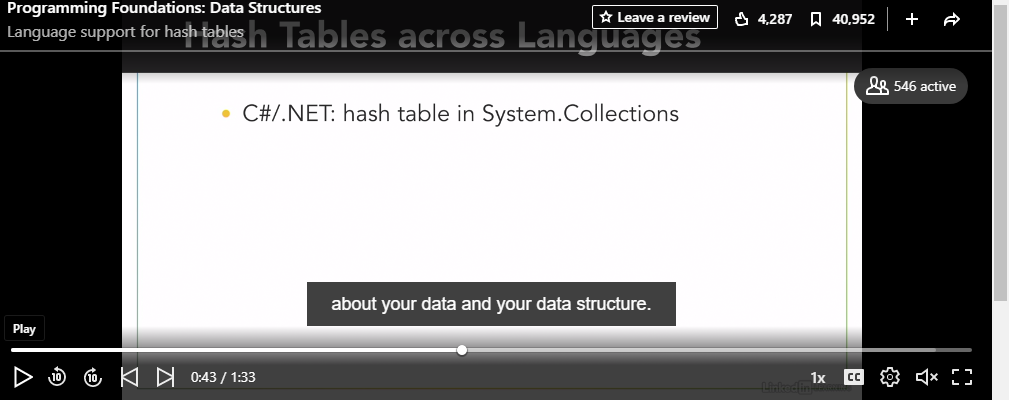 Programming Foundations: Data Structures
Language support for hash tables
Leave a review
4,287
40,952
Hash Tables across Languages
546 active
C#/.NET: hash table in System.Collections
about your data and your data structure.
Play
10
10
0:43 / 1:33
1x
CC
LinkedIn